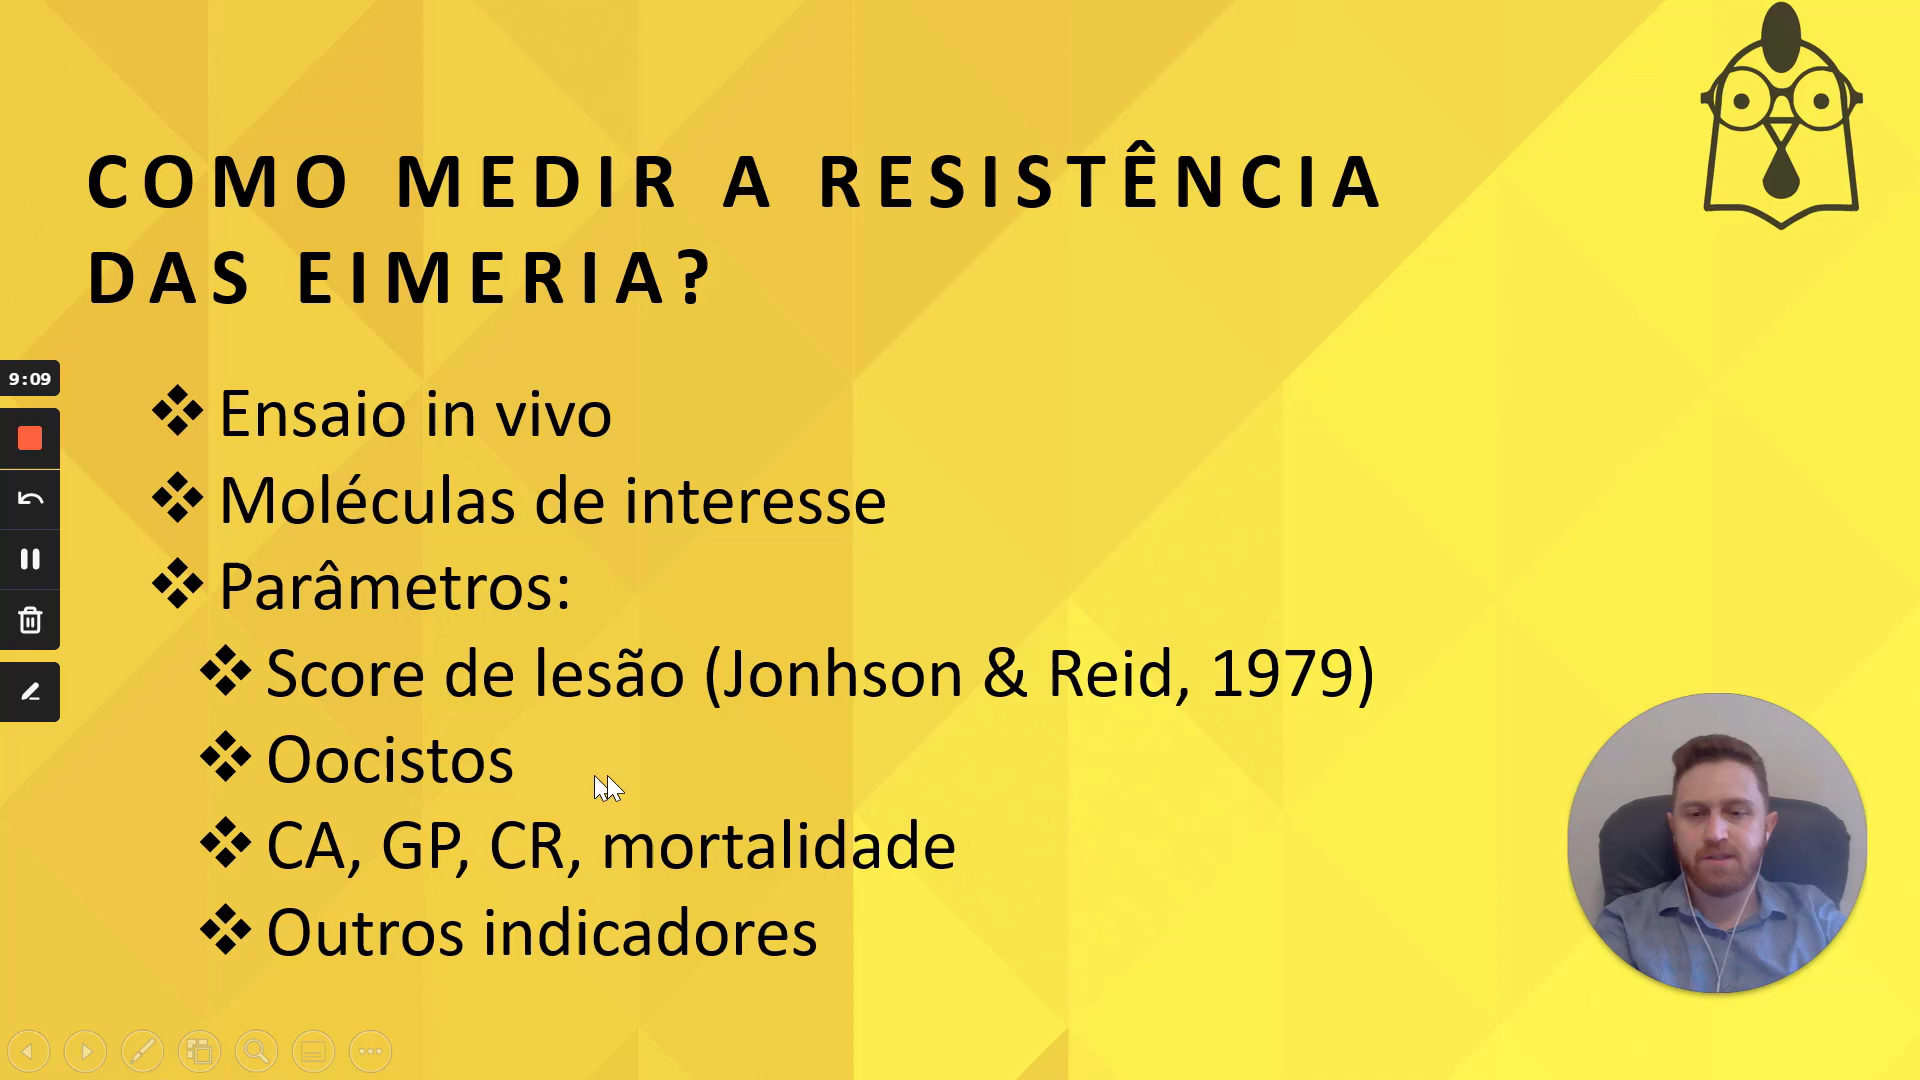 COMO MEDIR A RESISTÊNCIA
DAS EIMERIA?
9:09
❖ Ensaio in vivo
❖ Moléculas de interesse
❖ Parâmetros:
❖ Score de lesão (Jonhson & Reid, 1979)
❖ Oocistos
❖ CA, GP, CR, mortalidade
❖ Outros indicadores